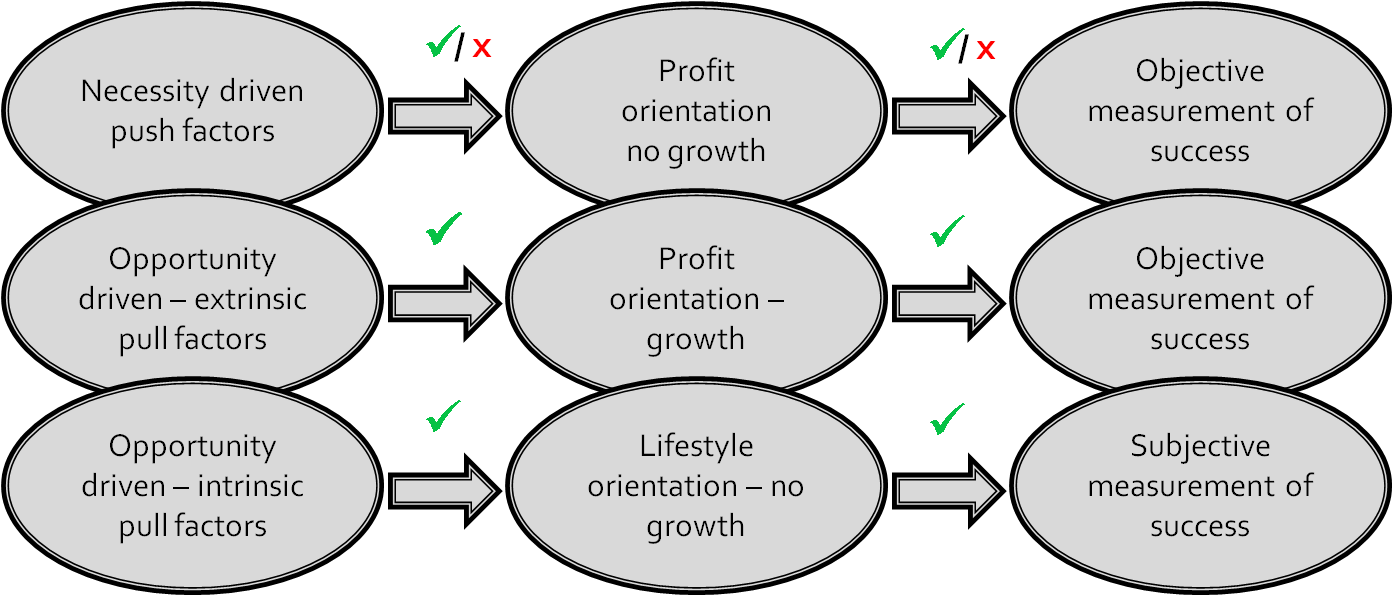 ✓/ x
✓/ x
Necessity driven
push factors
Profit
orientation
no growth
Objective
measurement of
success
✓
✓
Opportunity
driven – extrinsic
pull factors
Profit
orientation –
growth
Objective
measurement of
success
✓
✓
Opportunity
driven – intrinsic
pull factors
Lifestyle
orientation – no
growth
Subjective
measurement of
success